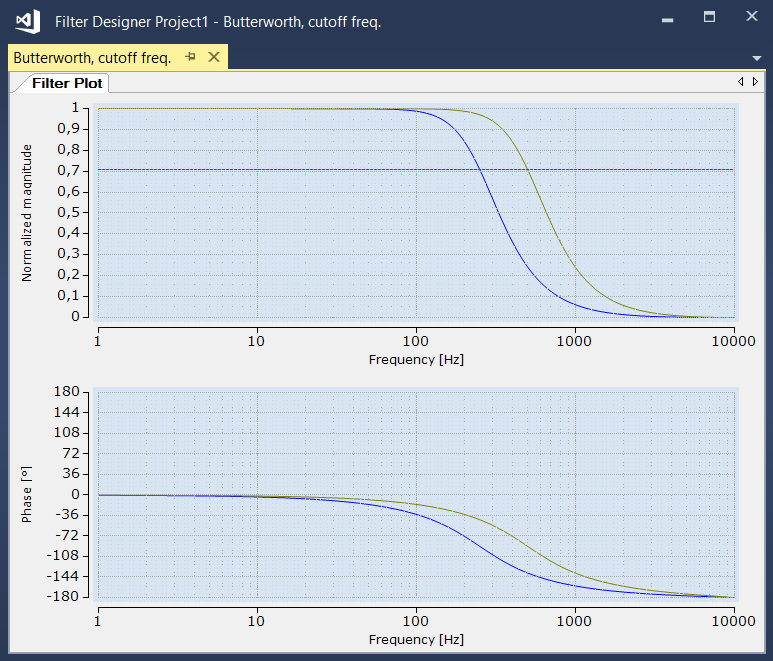 Filter Designer Project1 - Butterworth, cutoff freq.
Butterworth, cutoff freq.
Filter Plot
Normalized magnitude
1
0,9
0,8
0,7
0,6
0,5
0,4
0,3
0,2
0,1
0
1 10 100 1000 10000
Frequency [Hz]
Phase [º]
180
144
108
72
36
0
-36
-72
-108
-144
-180
1 10 100 1000 10000
Frequency [Hz]